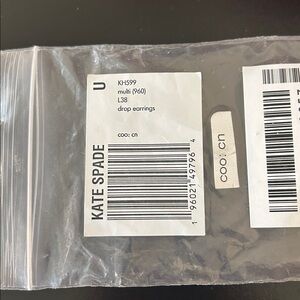 U
KH599
multi (960)
L38
drop earrings
coo: cn
KATE SPADE
1 96021 49796 4
coo: cn